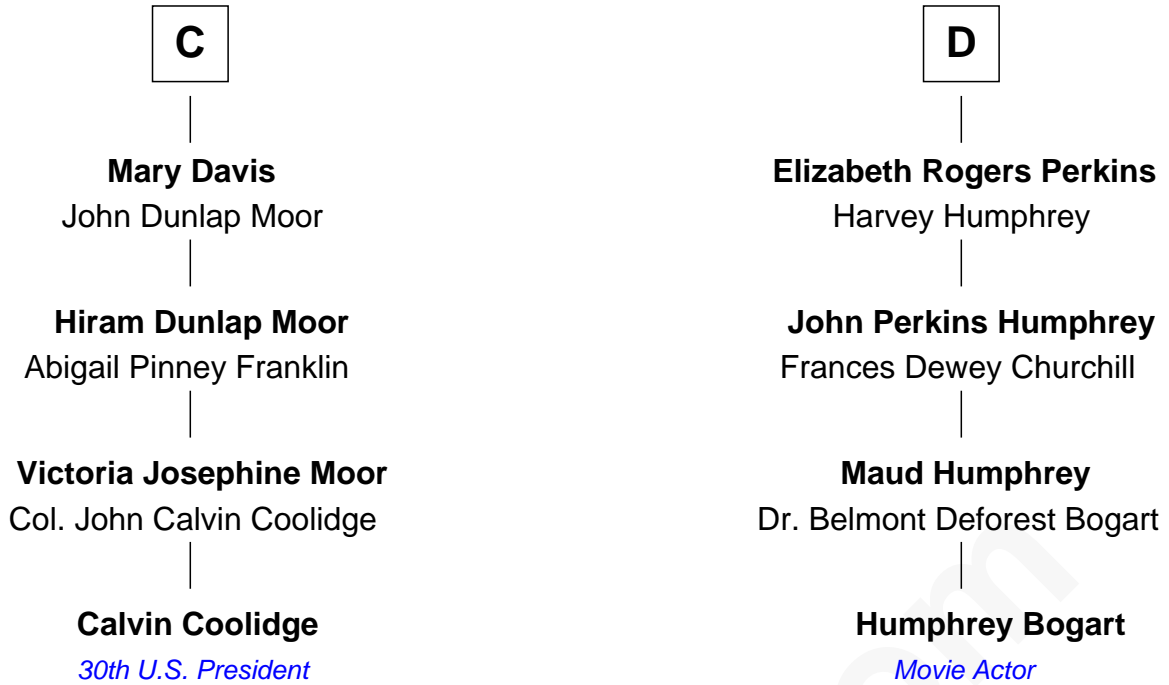 C
Mary Davis
John Dunlap Moor
Hiram Dunlap Moor
Abigail Pinney Franklin
Victoria Josephine Moor
Col. John Calvin Coolidge
Calvin Coolidge
30th U.S. President
D
Elizabeth Rogers Perkins
Harvey Humphrey
John Perkins Humphrey
Frances Dewey Churchill
Maud Humphrey
Dr. Belmont Deforest Bogart
Humphrey Bogart
Movie Actor
om